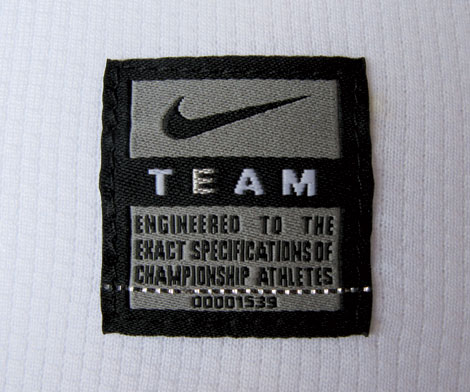 TEAM
ENGINEERED TO THE
EXACT SPECIFICATIONS OF
CHAMPIONSHIP ATHLETES
00001539